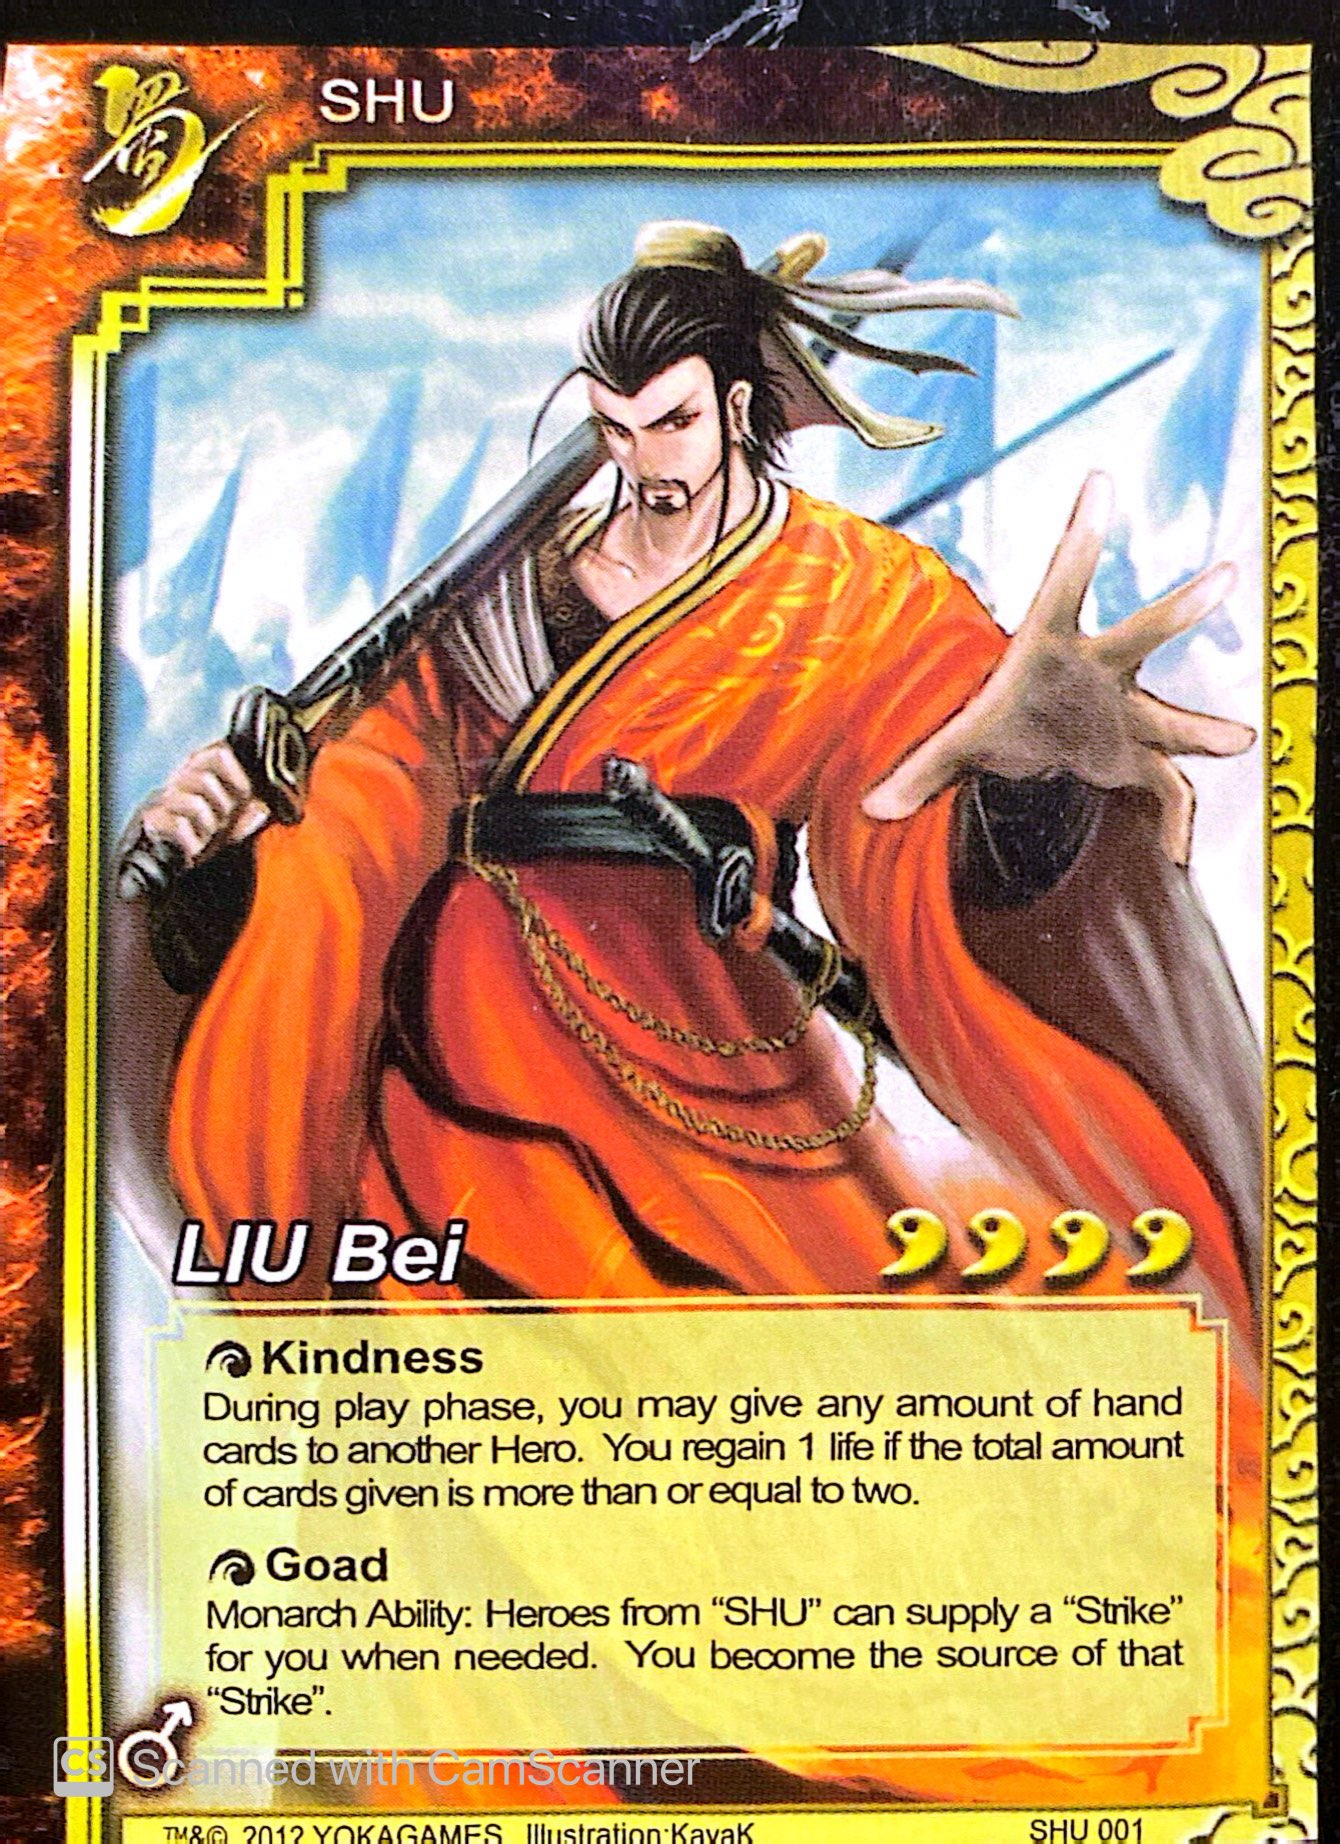 蜀
SHU
LIU Bei
Kindness
During play phase, you may give any amount of hand
cards to another Hero. You regain 1 life if the total amount
of cards given is more than or equal to two.
Goad
Monarch Ability: Heroes from “SHU” can supply a “Strike”
for you when needed. You become the source of that
“Strike”.
CS Scanned with CamScanner
™&© 2012 YOKAGAMES Illustration:KayaK
SHU 001